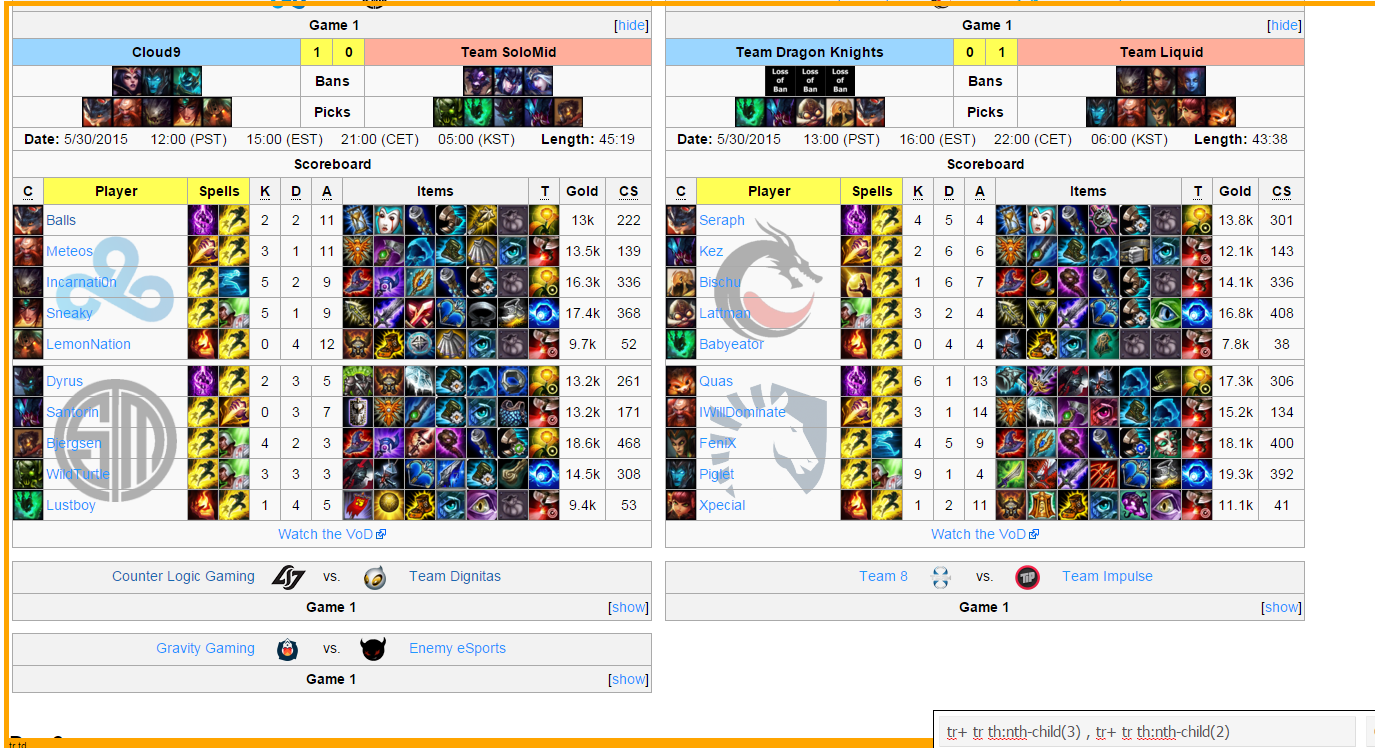 Game 1 [hide]
Cloud9 1 0 Team SoloMid
Bans
Picks
Date: 5/30/2015 12:00 (PST) 15:00 (EST) 21:00 (CET) 05:00 (KST) Length: 45:19
Scoreboard
C Player Spells K D A Items T Gold CS
Balls 2 2 11 13k 222
Meteos 3 1 11 13.5k 139
Incarnati0n 5 2 9 16.3k 336
Sneaky 5 1 9 17.4k 368
LemonNation 0 4 12 9.7k 52
Dyrus 2 3 5 13.2k 261
Santorin 0 3 7 13.2k 171
Bjergsen 4 2 3 18.6k 468
WildTurtle 3 3 3 14.5k 308
Lustboy 1 4 5 9.4k 53
Watch the VoD
Counter Logic Gaming vs. Team Dignitas
Game 1 [show]
Gravity Gaming vs. Enemy eSports
Game 1 [show]
Game 1 [hide]
Team Dragon Knights 0 1 Team Liquid
Loss of Ban Loss of Ban Loss of Ban Bans
Picks
Date: 5/30/2015 13:00 (PST) 16:00 (EST) 22:00 (CET) 06:00 (KST) Length: 43:38
Scoreboard
C Player Spells K D A Items T Gold CS
Seraph 4 5 4 13.8k 301
Kez 2 6 6 12.1k 143
Bischu 1 6 7 14.1k 336
Lattman 3 2 4 16.8k 408
Babyeator 0 4 4 7.8k 38
Quas 6 1 13 17.3k 306
IWillDominate 3 1 14 15.2k 134
FeniX 4 5 9 18.1k 400
Piglet 9 1 4 19.3k 392
Xpecial 1 2 11 11.1k 41
Watch the VoD
Team 8 vs. TiP Team Impulse
Game 1 [show]
tr td
tr+ tr th:nth-child(3) , tr+ tr th:nth-child(2)